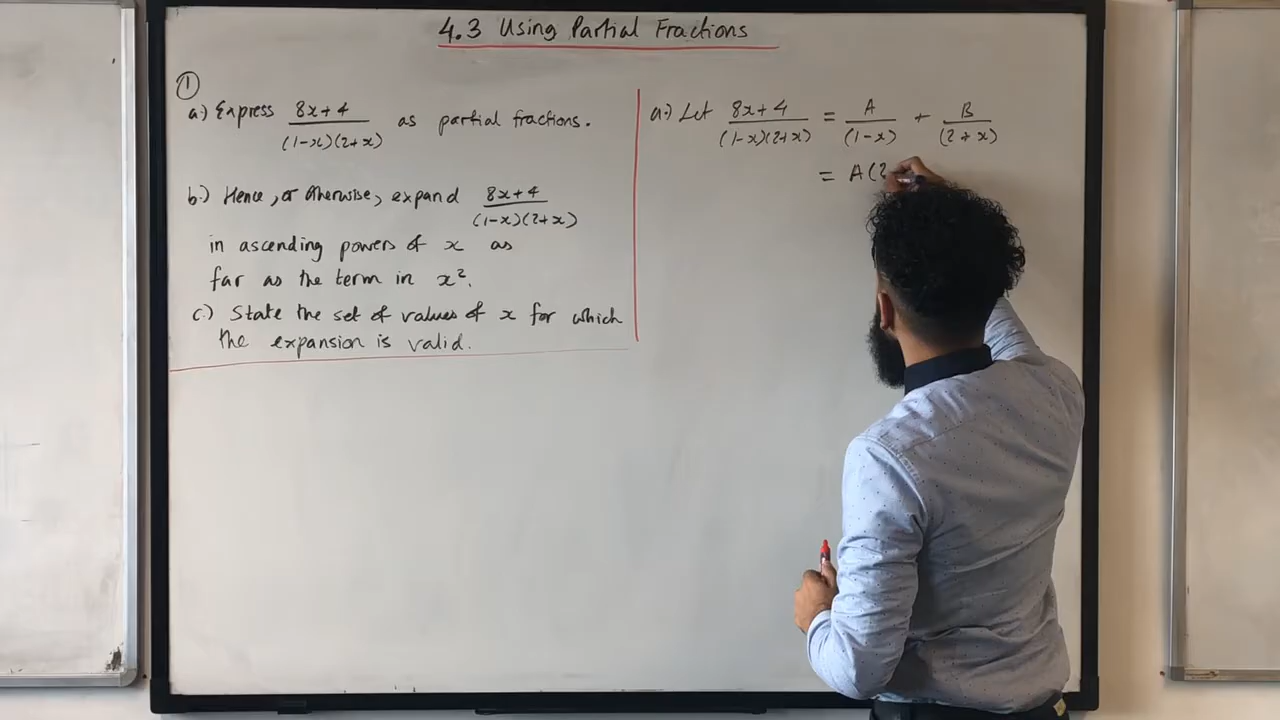 4.3 Using Partial Fractions
①
a.) Express (8x+4)/((1-x)(2+x)) as partial fractions.
b.) Hence, or Otherwise, expand (8x+4)/((1-x)(2+x))
in ascending powers of x as
far as the term in x².
c.) State the set of values of x for which
the expansion is valid.
a.) Let (8x+4)/((1-x)(2+x)) = A/(1-x) + B/(2+x)
= A(2